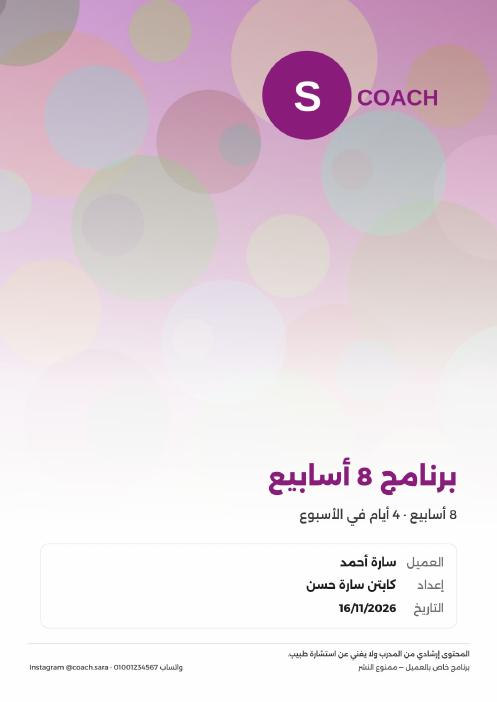 S COACH
برنامج 8 أسابيع
8 أسابيع · 4 أيام في الأسبوع
العميل سارة أحمد
إعداد كابتن سارة حسن
التاريخ 16/11/2026
المحتوى إرشادي من المدرب ولا يغني عن استشارة طبيب.
برنامج خاص بالعميل — ممنوع النشر
واتساب 01001234567 · Instagram @coach.sara